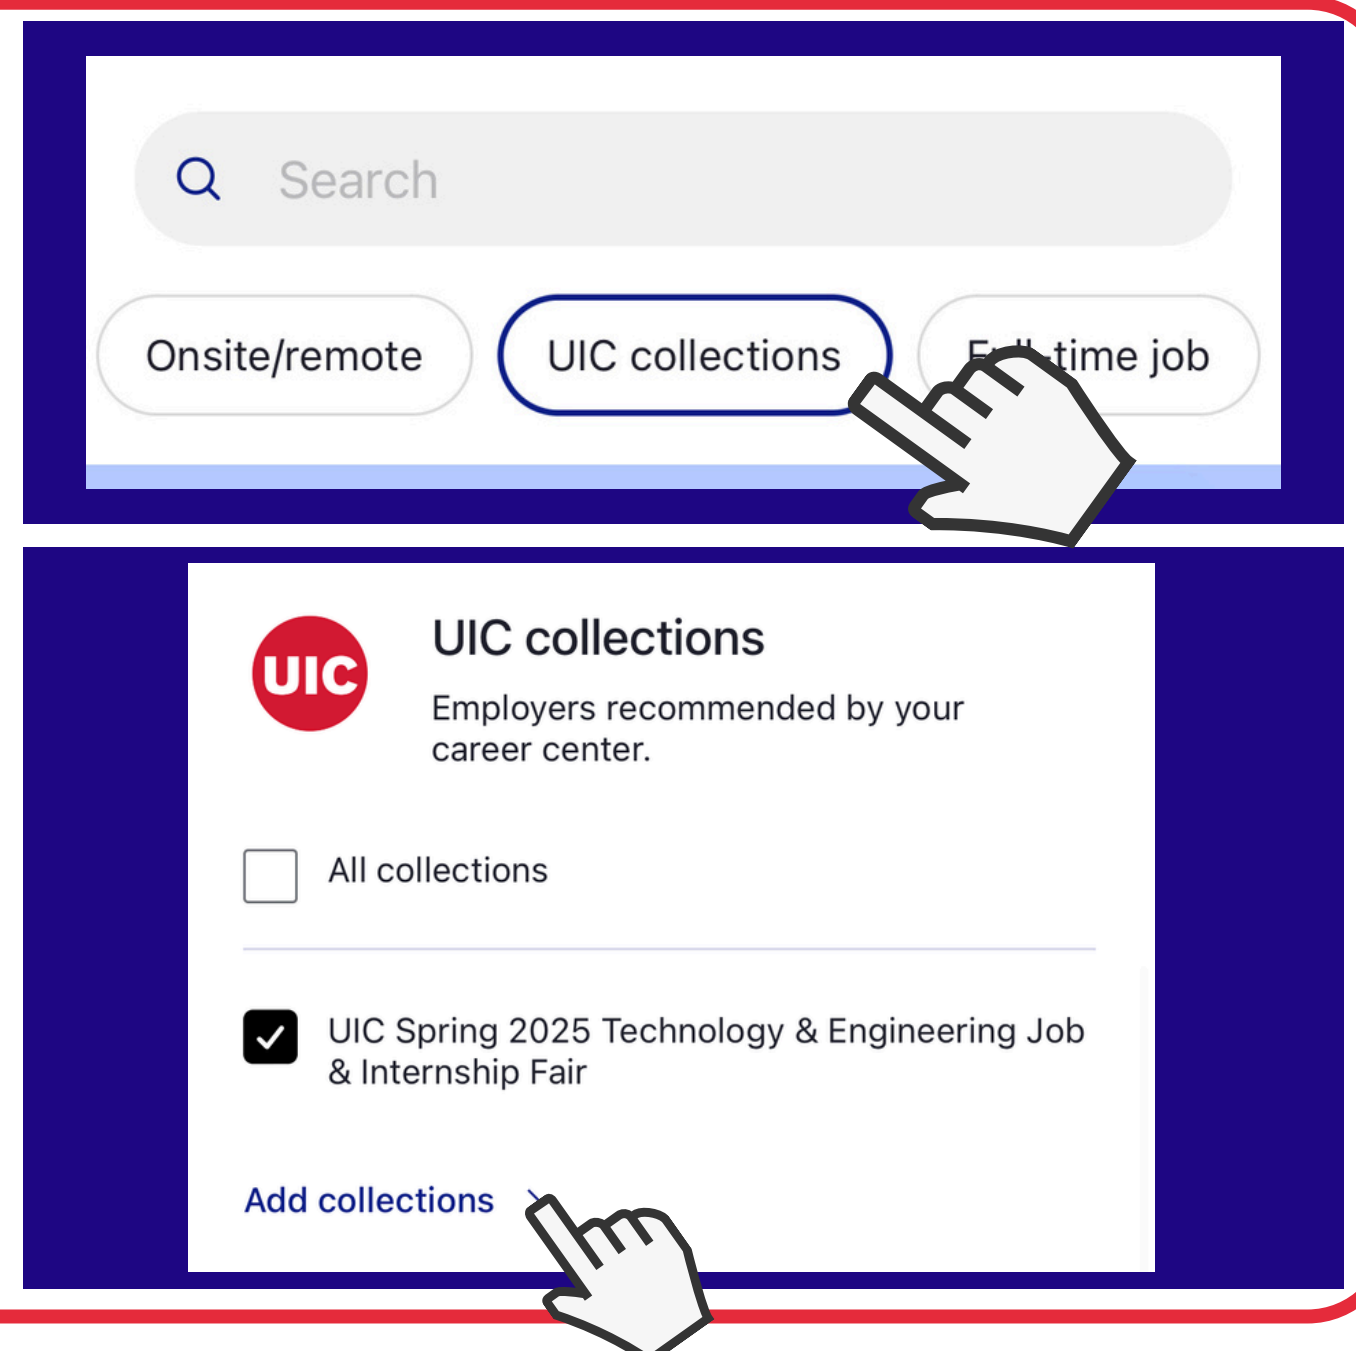 Search
Onsite/remote
UIC collections
Full-time job
UIC
UIC collections
Employers recommended by your
career center.
All collections
UIC Spring 2025 Technology & Engineering Job
& Internship Fair
Add collections